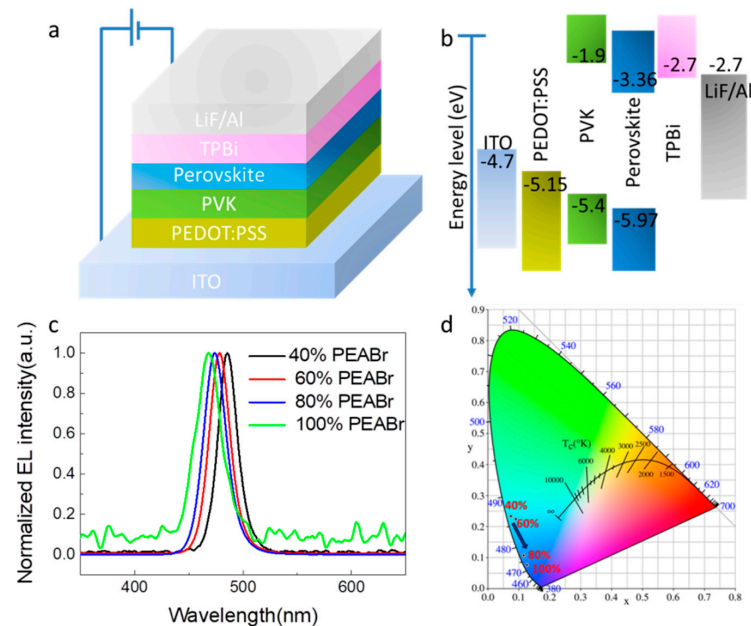 a
LiF/Al
TPBi
Perovskite
PVK
PEDOT:PSS
ITO
b
Energy level (eV)
ITO
-4.7
PEDOT:PSS
-5.15
PVK
-1.9
-5.4
Perovskite
-3.36
-5.97
TPBi
-2.7
-2.7
LiF/Al
c
Normalized EL intensity(a.u.)
1.0
0.8
0.6
0.4
0.2
0.0
40% PEABr
60% PEABr
80% PEABr
100% PEABr
400 500 600
Wavelength(nm)
d
0.9
0.8
0.7
0.6
0.5
y
0.4
0.3
0.2
0.1
0.0
520
540
560
500
580
Tc(°K)
600
620
700
490
480
470
460
380
10000
6000
4000
3000
2500
2000
1500
∞
40%
60%
80%
100%
0.0 0.1 0.2 0.3 0.4 0.5 0.6 0.7 0.8
x